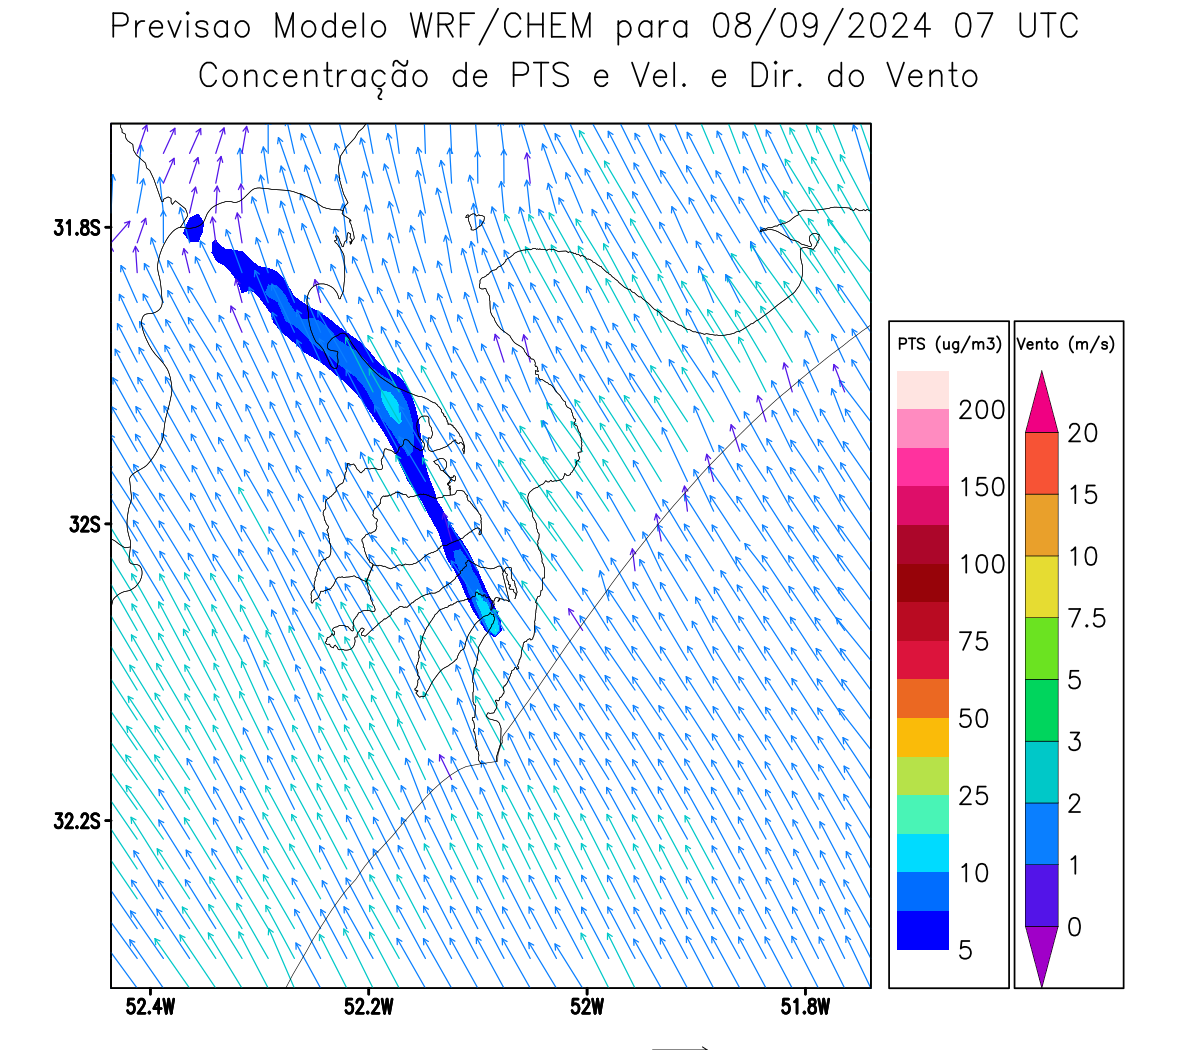 Previsao Modelo WRF/CHEM para 08/09/2024 07 UTC
Concentração de PTS e Vel. e Dir. do Vento
31.8S
32S
32.2S
52.4W 52.2W 52W 51.8W
PTS (ug/m3)
200
150
100
75
50
25
10
5
Vento (m/s)
20
15
10
7.5
5
3
2
1
0